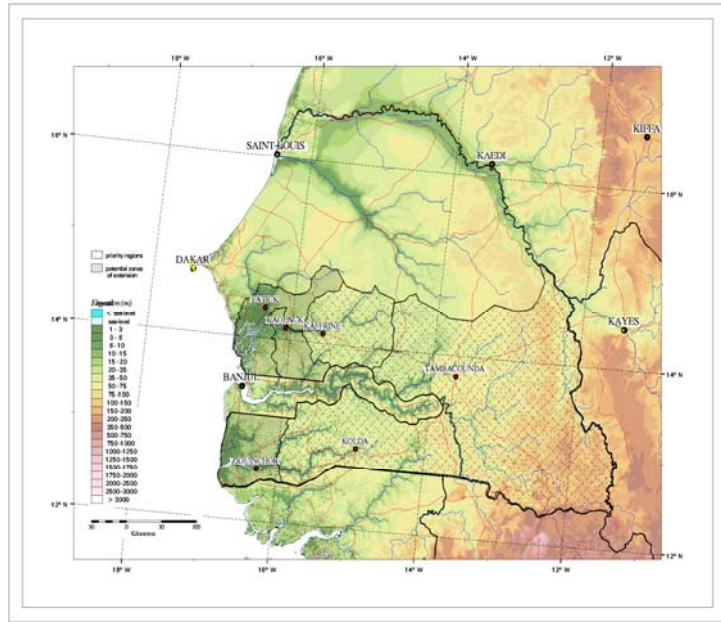 18° W
16° W
14° W
12° W
16° N
SAINT-LOUIS
KAEDI
KIFFA
16° N
DAKAR
priority regions
potential zones
of extension
Elevation (m)
< sea-level
sea-level
1 - 3
3 - 6
6 - 10
10 - 15
15 - 20
20 - 35
35 - 50
50 - 75
75 - 100
100 - 150
150 - 200
200 - 350
350 - 500
500 - 750
750 - 1000
1000 - 1250
1250 - 1500
1500 - 1750
1750 - 2000
2000 - 2500
2500 - 3000
> 3000
14° N
FATICK
KAOLACK
KAFFRINE
KAYES
TAMBACOUNDA
14° N
BANJUL
KOLDA
ZIGUINCHOR
12° N
Kilometres
12° N
18° W
16° W
14° W
12° W